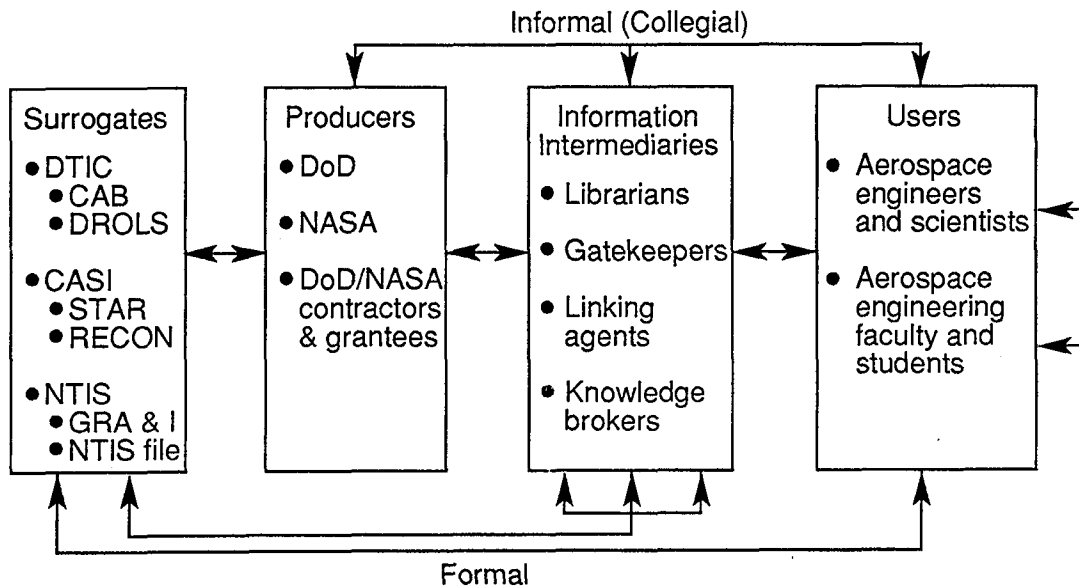 Informal (Collegial)
Surrogates
● DTIC
● CAB
● DROLS
● CASI
● STAR
● RECON
● NTIS
● GRA & I
● NTIS file
Producers
● DoD
● NASA
● DoD/NASA
contractors
& grantees
Information
Intermediaries
● Librarians
● Gatekeepers
● Linking
agents
● Knowledge
brokers
Users
● Aerospace
engineers
and scientists
● Aerospace
engineering
faculty and
students
Formal